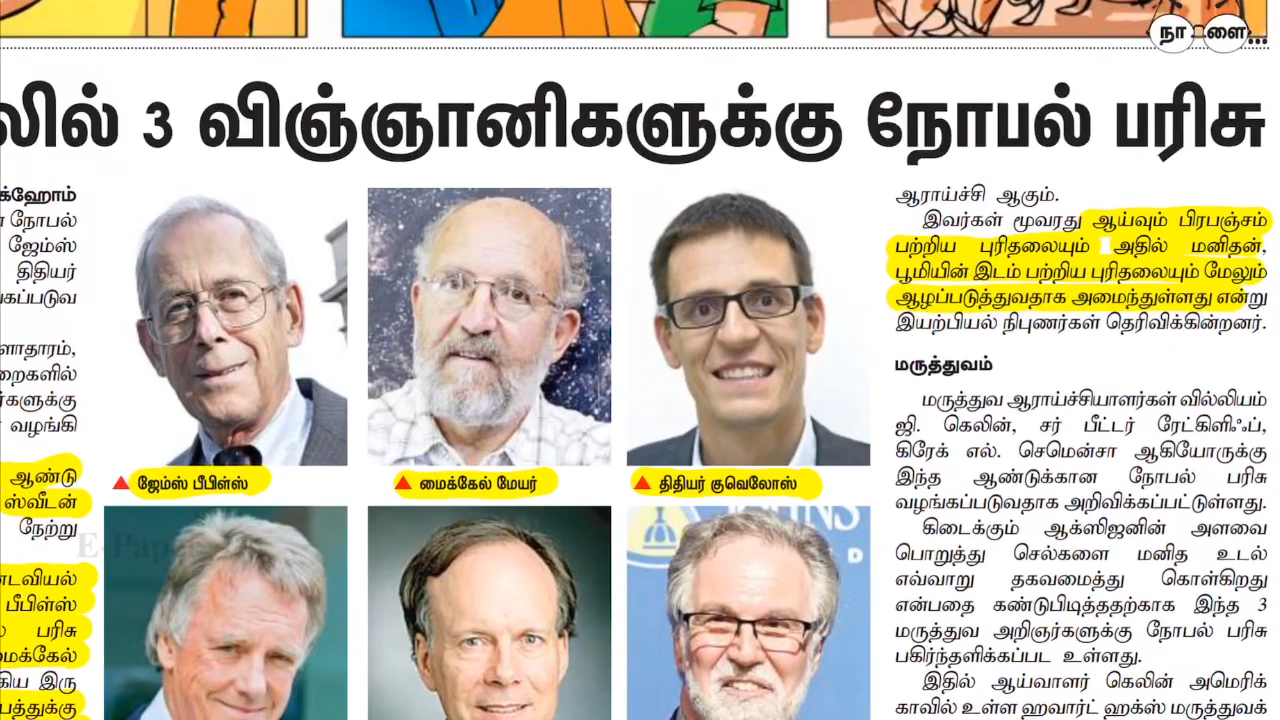 நாளை...
லில் 3 விஞ்ஞானிகளுக்கு நோபல் பரிசு
க்ஹோம்
நோபல்
ஜேம்ஸ்
திதியர்
கப்படுவ
ளாதாரம்,
றைகளில்
ர்களுக்கு
வழங்கி
ஆண்டு
ஸ்வீடன்
நேற்று
டவியல்
பீபிள்ஸ்
பரிசு
மைக்கேல்
கிய இரு
பத்துக்கு
▲ ஜேம்ஸ் பீபிள்ஸ்
▲ மைக்கேல் மேயர்
▲ திதியர் குவெலோஸ்
E-Pap
ஆராய்ச்சி ஆகும்.
இவர்கள் மூவரது ஆய்வும் பிரபஞ்சம்
பற்றிய புரிதலையும் அதில் மனிதன்,
பூமியின் இடம் பற்றிய புரிதலையும் மேலும்
ஆழப்படுத்துவதாக அமைந்துள்ளது என்று
இயற்பியல் நிபுணர்கள் தெரிவிக்கின்றனர்.
மருத்துவம்
மருத்துவ ஆராய்ச்சியாளர்கள் வில்லியம்
ஜி. கெலின், சர் பீட்டர் ரேட்கிளிஃப்,
கிரேக் எல். செமென்சா ஆகியோருக்கு
இந்த ஆண்டுக்கான நோபல் பரிசு
வழங்கப்படுவதாக அறிவிக்கப்பட்டுள்ளது.
கிடைக்கும் ஆக்ஸிஜனின் அளவை
பொறுத்து செல்களை மனித உடல்
எவ்வாறு தகவமைத்து கொள்கிறது
என்பதை கண்டுபிடித்ததற்காக இந்த 3
மருத்துவ அறிஞர்களுக்கு நோபல் பரிசு
பகிர்ந்தளிக்கப்பட உள்ளது.
இதில் ஆய்வாளர் கெலின் அமெரிக்
காவில் உள்ள ஹவார்ட் ஹக்ஸ் மருத்துவக்